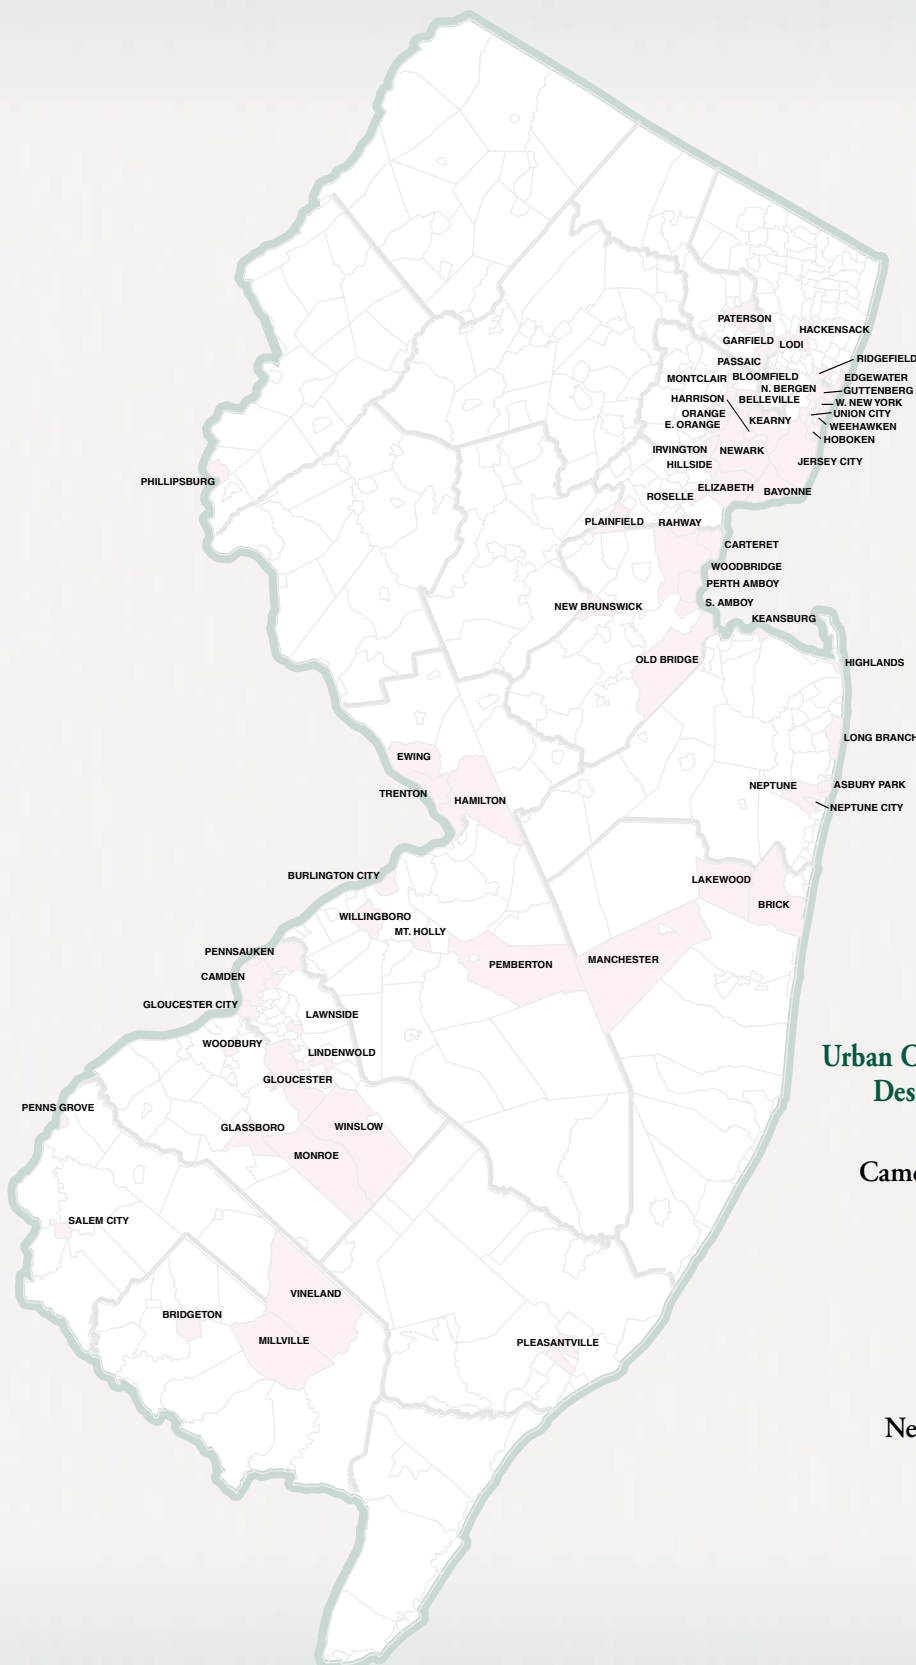 PATERSON
HACKENSACK
GARFIELD
LODI
PASSAIC
RIDGEFIELD
MONTCLAIR
BLOOMFIELD
EDGEWATER
N. BERGEN
GUTTENBERG
HARRISON
BELLEVILLE
W. NEW YORK
ORANGE
UNION CITY
E. ORANGE
KEARNY
WEEHAWKEN
HOBOKEN
IRVINGTON
NEWARK
HILLSIDE
JERSEY CITY
PHILLIPSBURG
ELIZABETH
BAYONNE
ROSELLE
PLAINFIELD
RAHWAY
CARTERET
WOODBRIDGE
PERTH AMBOY
S. AMBOY
NEW BRUNSWICK
KEANSBURG
OLD BRIDGE
HIGHLANDS
LONG BRANCH
EWING
NEPTUNE
ASBURY PARK
TRENTON
HAMILTON
NEPTUNE CITY
BURLINGTON CITY
LAKEWOOD
BRICK
WILLINGBORO
MT. HOLLY
PENNSAUKEN
PEMBERTON
MANCHESTER
CAMDEN
GLOUCESTER CITY
LAWNSIDE
WOODBURY
LINDENWOLD
Urban
GLOUCESTER
Des
PENNS GROVE
GLASSBORO
WINSLOW
MONROE
Camd
SALEM CITY
VINELAND
BRIDGETON
MILLVILLE
PLEASANTVILLE
Ne